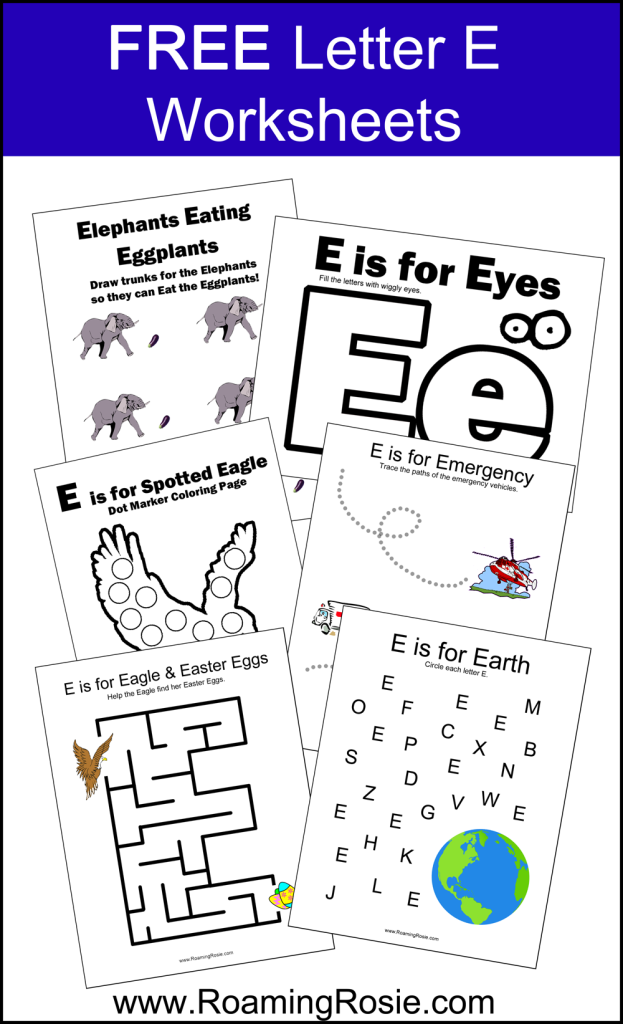 FREE Letter E
Worksheets
Elephants Eating
Eggplants
Draw trunks for the Elephants
so they can Eat the Eggplants!
E is for Eyes
Fill the letters with wiggly eyes.
Ee
E is for Spotted Eagle
Dot Marker Coloring Page
E is for Emergency
Trace the paths of the emergency vehicles.
E is for Eagle & Easter Eggs
Help the Eagle find her Easter Eggs.
www.RoamingRosie.com
E is for Earth
Circle each letter E.
E E M
O F E
E P C X B
S E N
D
Z V W E
E E G
H
E K
J L E
www.RoamingRosie.com
www.RoamingRosie.com